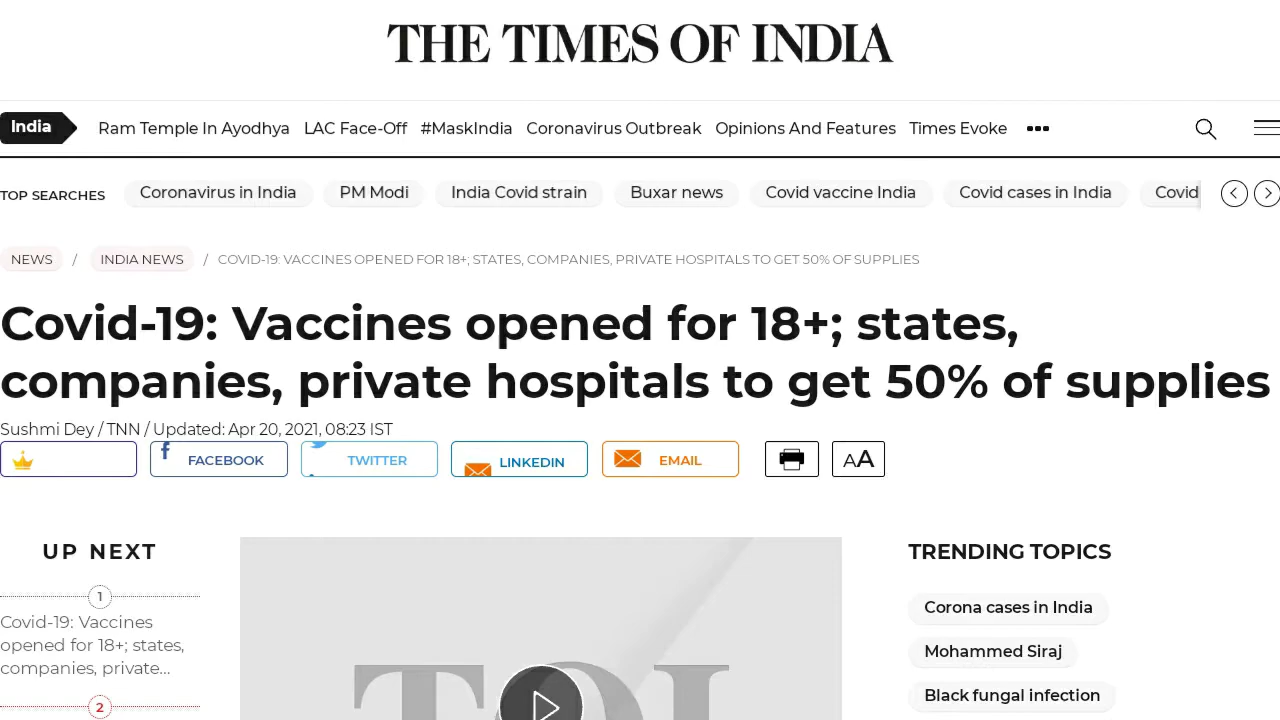 THE TIMES OF INDIA
India
Ram Temple In Ayodhya
LAC Face-Off
#MaskIndia
Coronavirus Outbreak
Opinions And Features
Times Evoke
TOP SEARCHES
Coronavirus in India
PM Modi
India Covid strain
Buxar news
Covid vaccine India
Covid cases in India
Covid
NEWS / INDIA NEWS / COVID-19: VACCINES OPENED FOR 18+; STATES, COMPANIES, PRIVATE HOSPITALS TO GET 50% OF SUPPLIES
Covid-19: Vaccines opened for 18+; states,
companies, private hospitals to get 50% of supplies
Sushmi Dey / TNN / Updated: Apr 20, 2021, 08:23 IST
FACEBOOK
TWITTER
LINKEDIN
EMAIL
AA
UP NEXT
1
Covid-19: Vaccines
opened for 18+; states,
companies, private...
2
TOI
TRENDING TOPICS
Corona cases in India
Mohammed Siraj
Black fungal infection